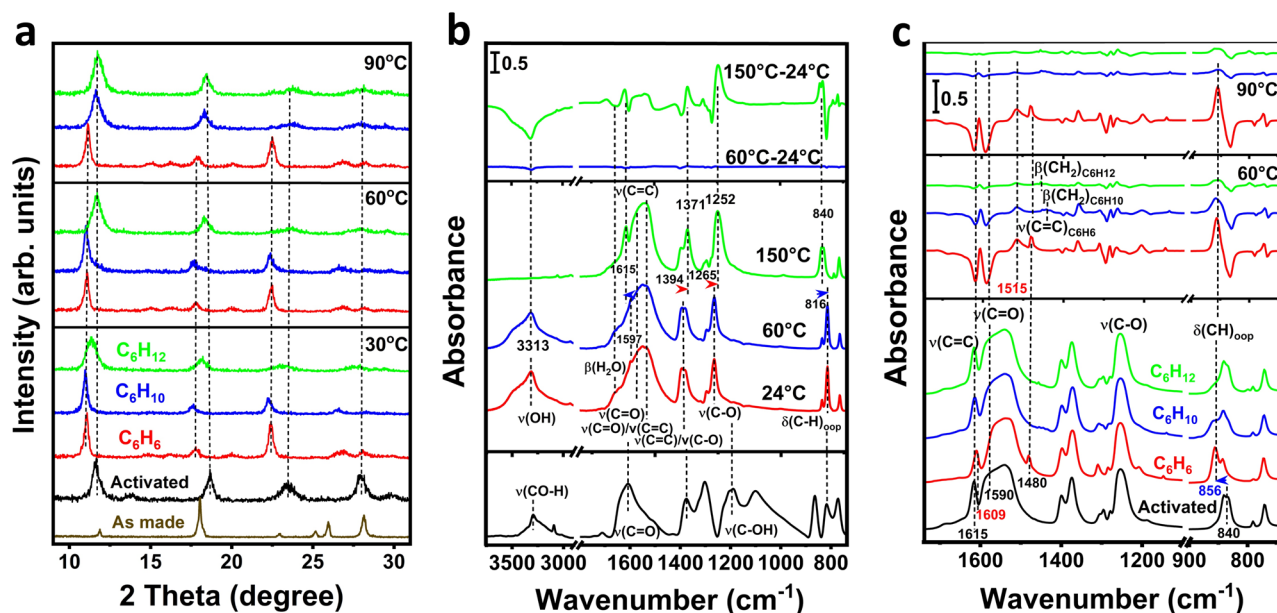 a
90°C
60°C
30°C
C6H12
C6H10
C6H6
Activated
As made
10 15 20 25 30
2 Theta (degree)
Intensity (arb. units)
b
0.5
150°C-24°C
60°C-24°C
ν(C=C)
1371
1252
840
150°C
1615
1394
1265
816
60°C
3313
1597
β(H2O)
24°C
ν(OH)
ν(C=O)
ν(C-O)
ν(C=O)/ν(C=C)
δ(C-H)oop
ν(C=C)/ν(C-O)
ν(CO-H)
ν(C=O)
ν(C-OH)
3500 3000 1600 1400 1200 1000 800
Wavenumber (cm-1)
Absorbance
c
0.5
90°C
60°C
β(CH2)C6H12
β(CH2)C6H10
ν(C=C)C6H6
1515
ν(C=O)
ν(C=C)
ν(C-O)
δ(CH)oop
C6H12
C6H10
C6H6
1480
856
1590
Activated
1609
1615
840
1600 1400 1200 800
Wavenumber (cm-1)
Absorbance